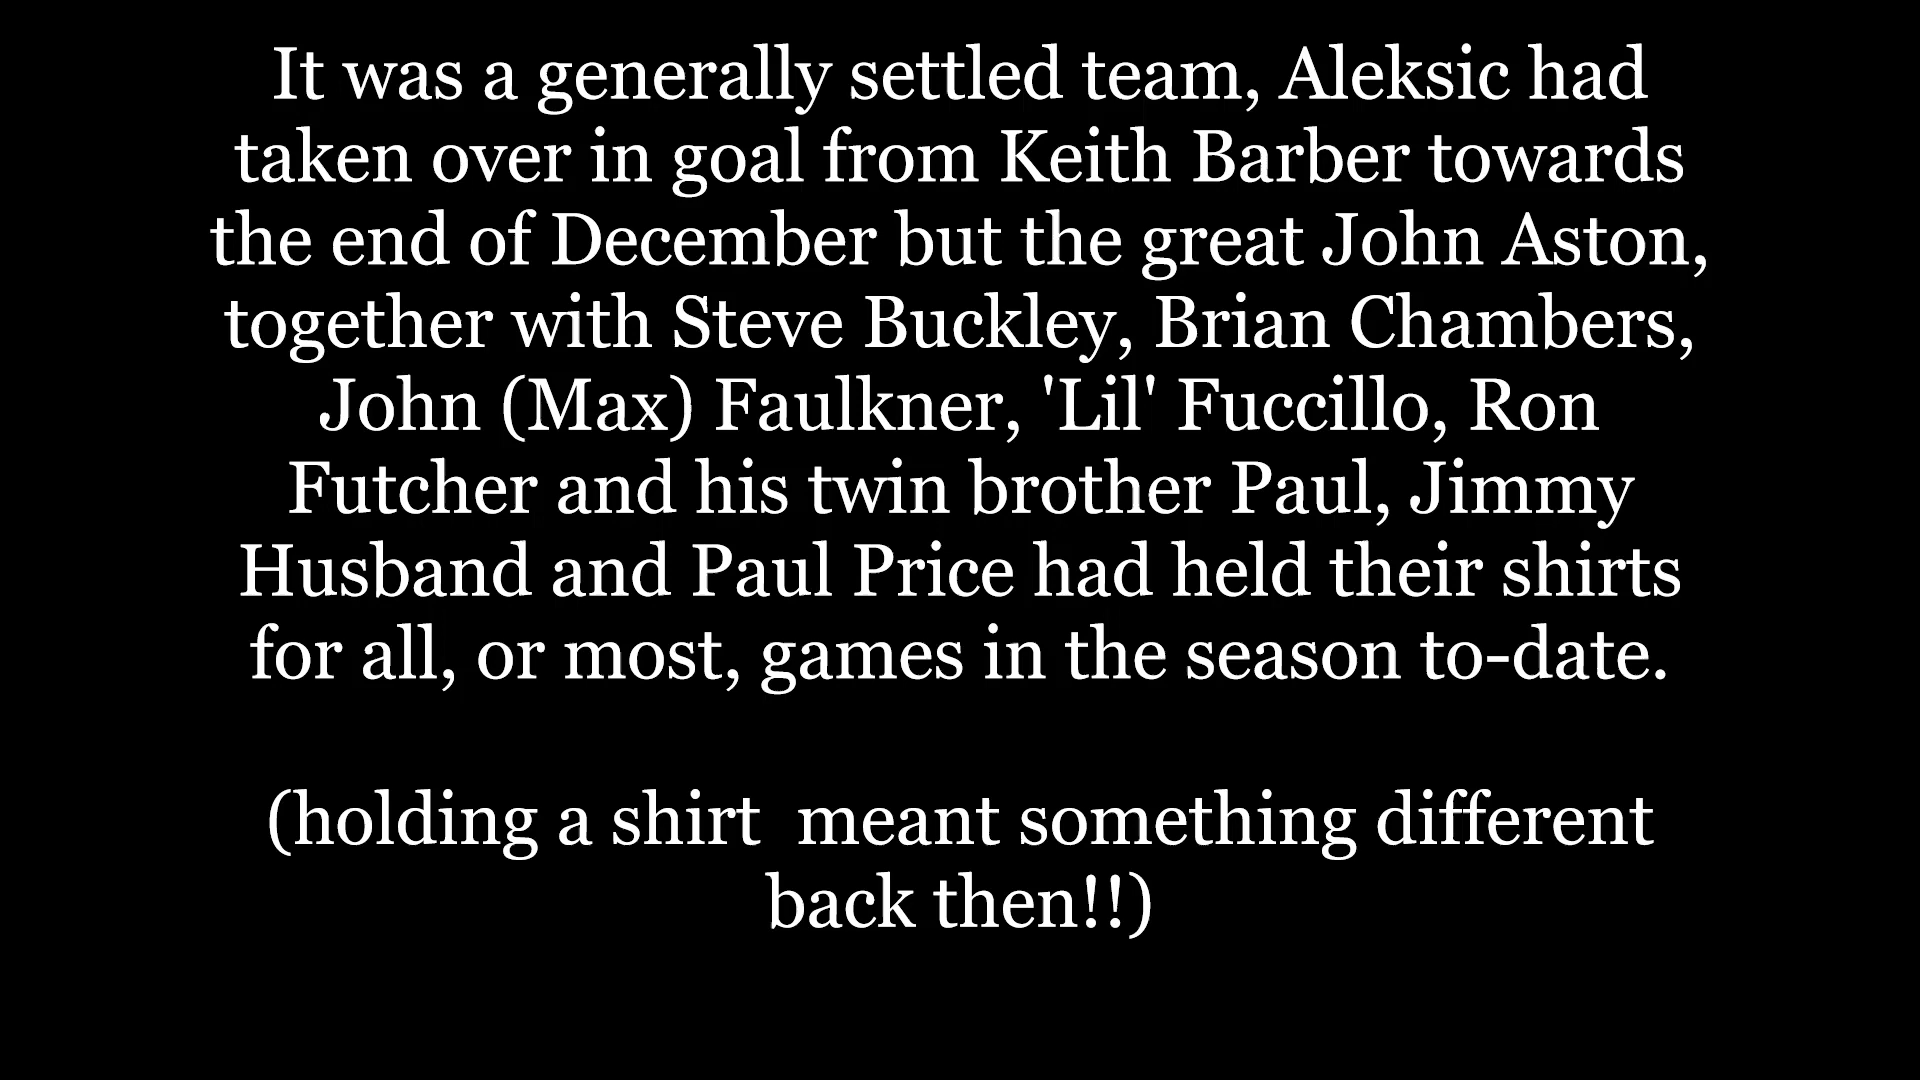 It was a generally settled team, Aleksic had
taken over in goal from Keith Barber towards
the end of December but the great John Aston,
together with Steve Buckley, Brian Chambers,
John (Max) Faulkner, 'Lil' Fuccillo, Ron
Futcher and his twin brother Paul, Jimmy
Husband and Paul Price had held their shirts
for all, or most, games in the season to-date.
(holding a shirt  meant something different
back then!!)